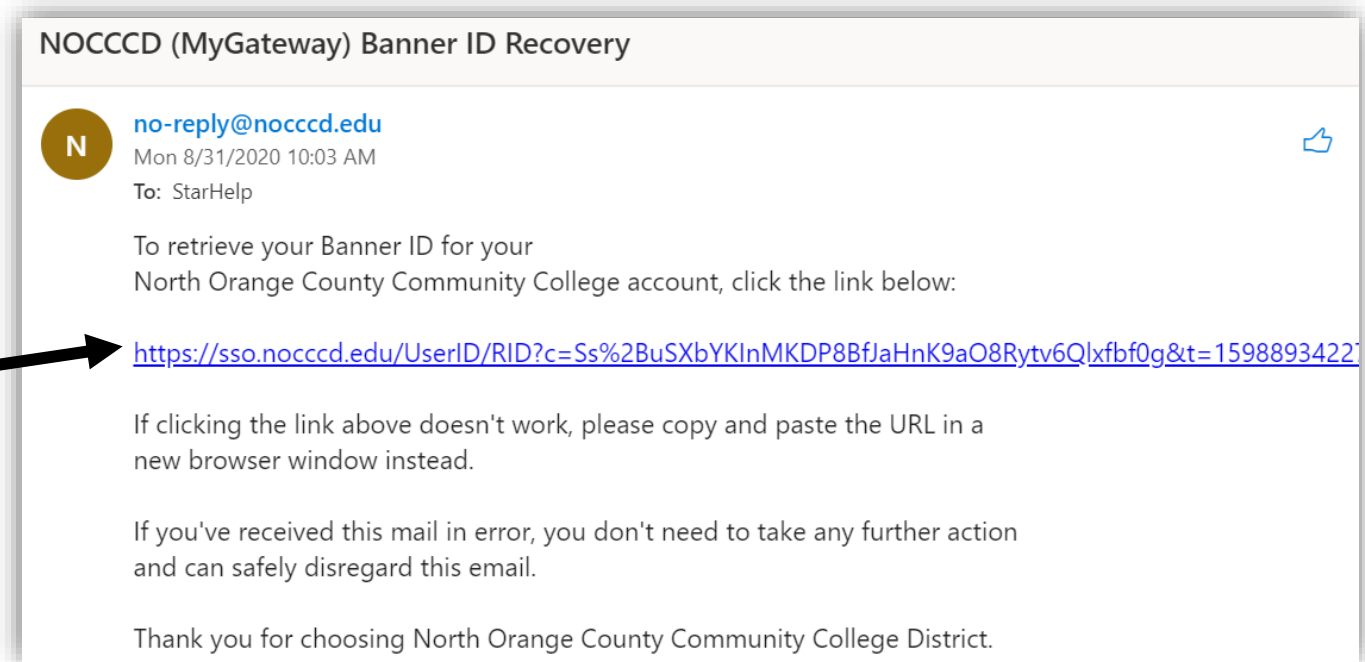 NOCCCD (MyGateway) Banner ID Recovery
N
no-reply@nocccd.edu
Mon 8/31/2020 10:03 AM
To: StarHelp
To retrieve your Banner ID for your
North Orange County Community College account, click the link below:
https://sso.nocccd.edu/UserID/RID?c=Ss%2BuSXbYKInMKDP8BfJaHnK9aO8Rytv6Qlxfbf0g&t=15988934227
If clicking the link above doesn't work, please copy and paste the URL in a
new browser window instead.
If you've received this mail in error, you don't need to take any further action
and can safely disregard this email.
Thank you for choosing North Orange County Community College District.